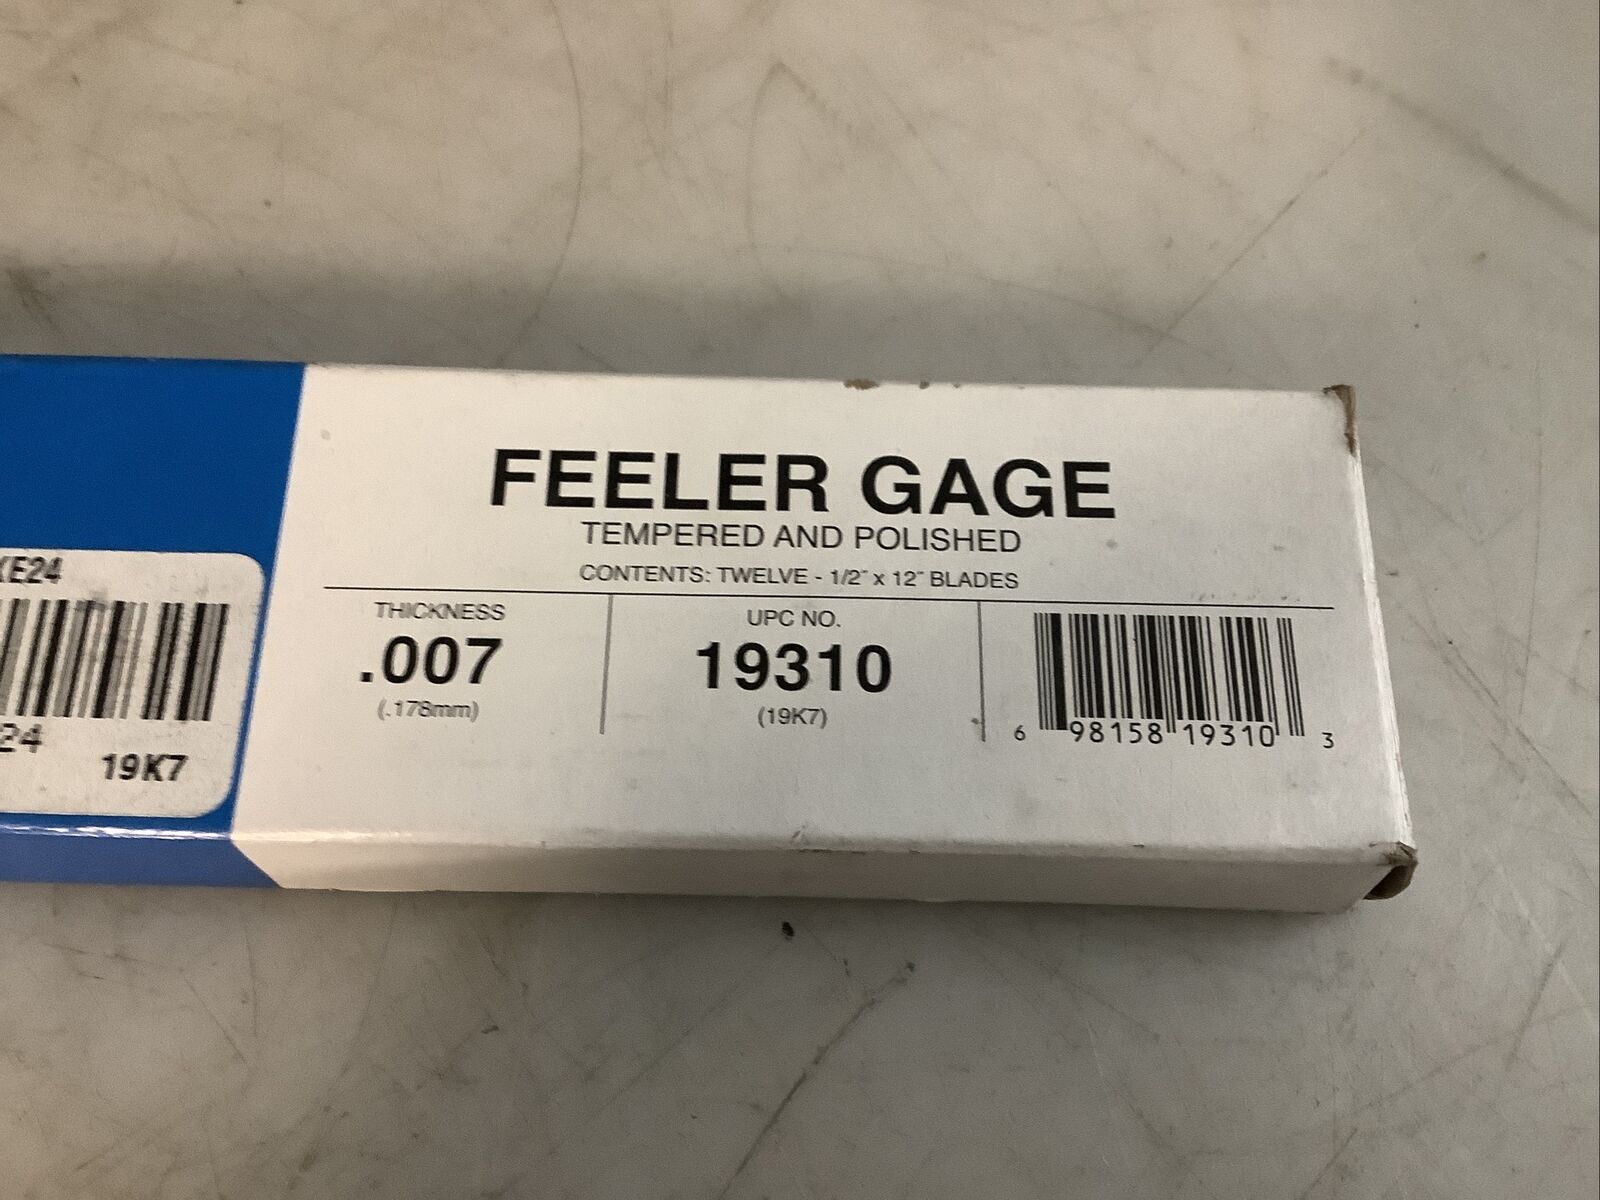 FEELER GAGE
TEMPERED AND POLISHED
CONTENTS: TWELVE - 1/2" x 12" BLADES
THICKNESS
.007
(.178mm)
UPC NO.
19310
(19K7)
6 98158 19310 3
XE24
24
19K7